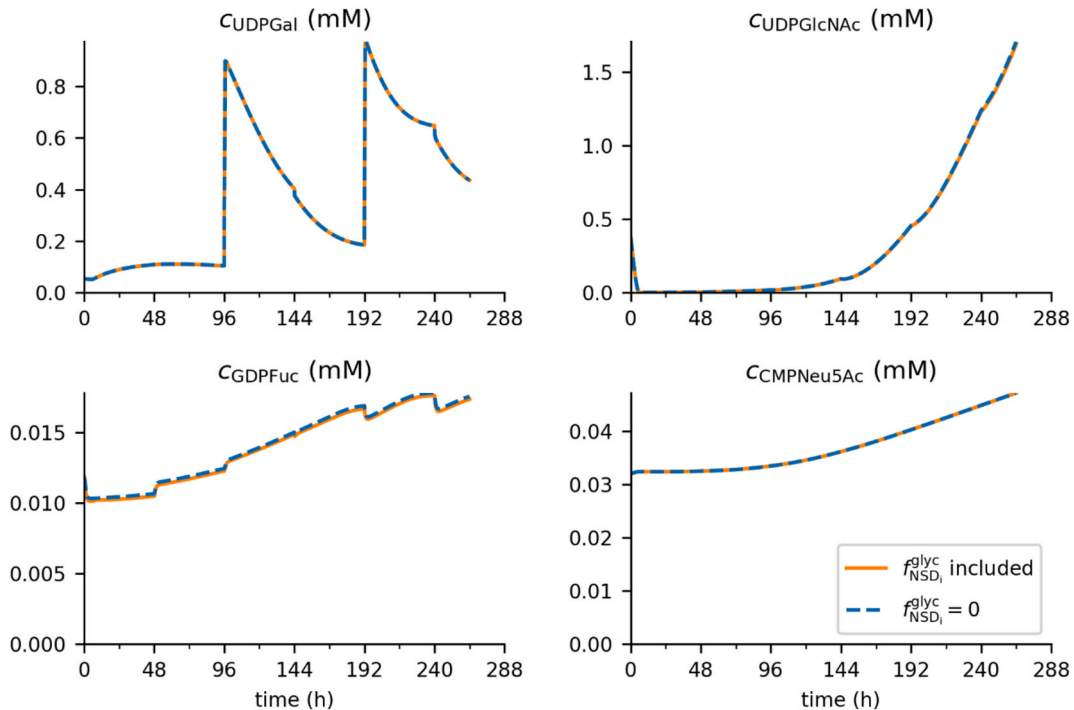 c_UDPGal (mM)
0.8
0.6
0.4
0.2
0.0
0 48 96 144 192 240 288
c_UDPGlcNAc (mM)
1.5
1.0
0.5
0.0
0 48 96 144 192 240 288
c_GDPFuc (mM)
0.015
0.010
0.005
0.000
0 48 96 144 192 240 288
time (h)
c_CMPNeu5Ac (mM)
0.04
0.03
0.02
0.01
0.00
0 48 96 144 192 240 288
time (h)
f^glyc_NSD_i included
f^glyc_NSD_i = 0